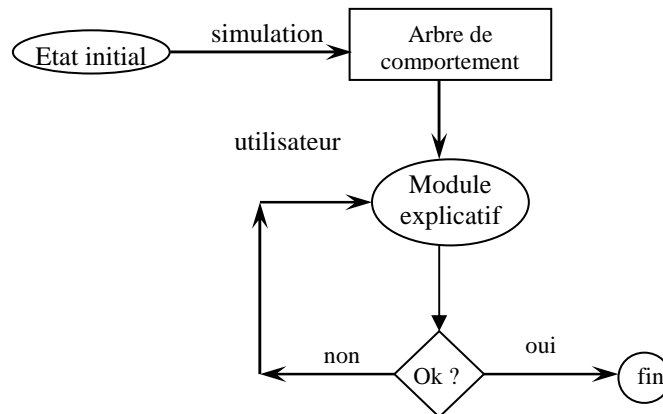 simulation
Etat initial
Arbre de
comportement
utilisateur
Module
explicatif
non
oui
Ok ?
fin